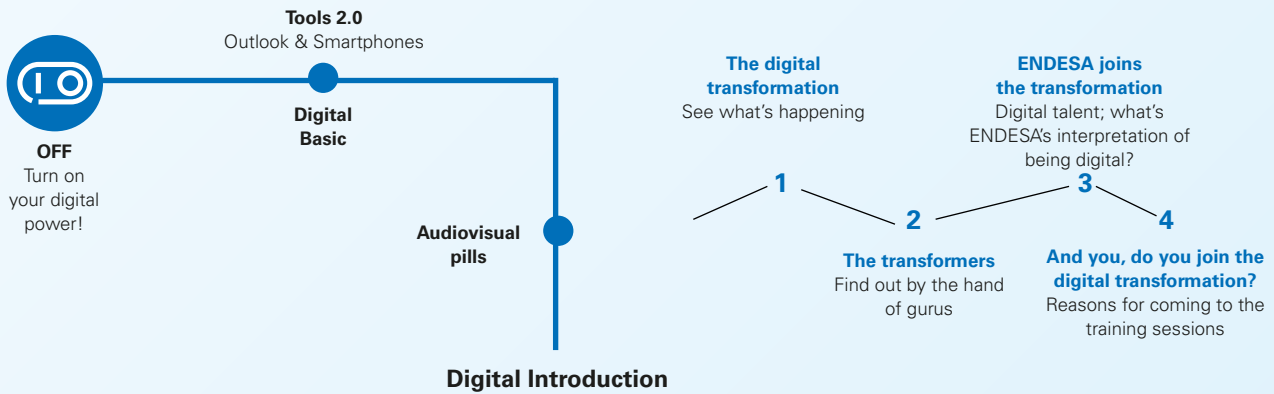 Tools 2.0
Outlook & Smartphones
OFF
Turn on
your digital
power!
Digital
Basic
Audiovisual
pills
Digital Introduction
The digital
transformation
See what's happening
1
2
The transformers
Find out by the hand
of gurus
ENDESA joins
the transformation
Digital talent; what's
ENDESA's interpretation of
being digital?
3
4
And you, do you join the
digital transformation?
Reasons for coming to the
training sessions